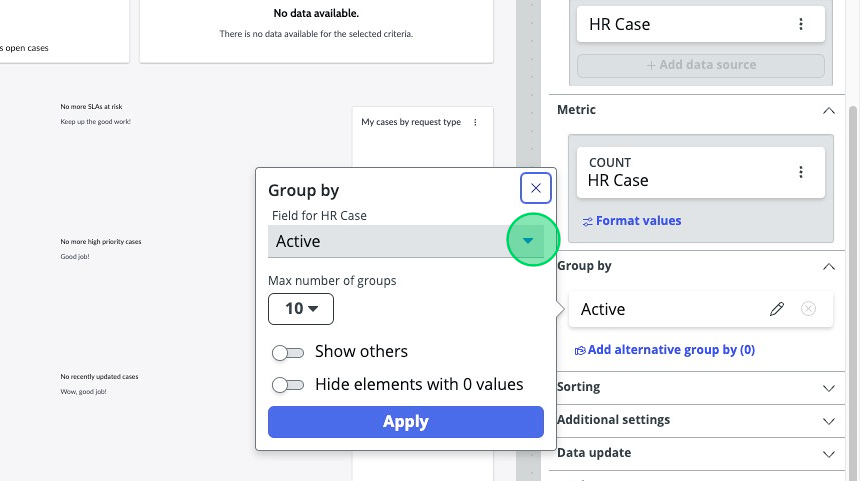 No data available.
There is no data available for the selected criteria.
s open cases
No more SLAs at risk
Keep up the good work!
My cases by request type
No more high priority cases
Good job!
No recently updated cases
Wow, good job!
Group by
Field for HR Case
Active
Max number of groups
10
Show others
Hide elements with 0 values
Apply
HR Case
+ Add data source
Metric
COUNT
HR Case
Format values
Group by
Active
Add alternative group by (0)
Sorting
Additional settings
Data update